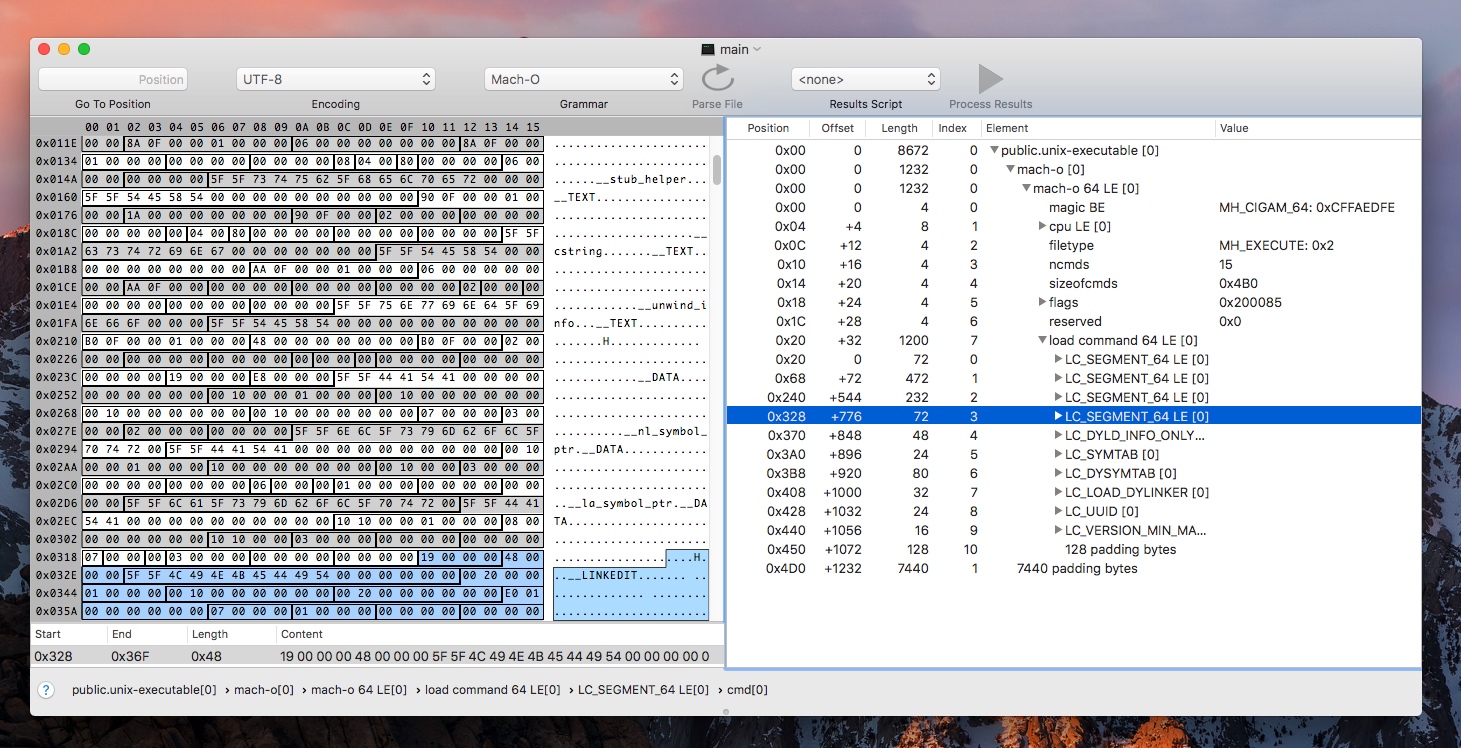 main
Position
UTF-8
Mach-O
<none>
Go To Position
Encoding
Grammar
Parse File
Results Script
Process Results
00 01 02 03 04 05 06 07 08 09 0A 0B 0C 0D 0E 0F 10 11 12 13 14 15
0x011E 00 00 8A 0F 00 00 01 00 00 00 06 00 00 00 00 00 00 00 8A 0F 00 00 ......................
0x0134 01 00 00 00 00 00 00 00 00 00 00 00 08 04 00 80 00 00 00 00 06 00 ......................
0x014A 00 00 00 00 00 00 5F 5F 73 74 75 62 5F 68 65 6C 70 65 72 00 00 00 ......__stub_helper...
0x0160 5F 5F 54 45 58 54 00 00 00 00 00 00 00 00 00 00 90 0F 00 00 01 00 __TEXT................
0x0176 00 00 1A 00 00 00 00 00 00 00 90 0F 00 00 02 00 00 00 00 00 00 00 ......................
0x018C 00 00 00 00 00 04 00 80 00 00 00 00 00 00 00 00 00 00 00 00 5F 5F ....................__
0x01A2 63 73 74 72 69 6E 67 00 00 00 00 00 00 00 5F 5F 54 45 58 54 00 00 cstring.......__TEXT..
0x01B8 00 00 00 00 00 00 00 00 AA 0F 00 00 01 00 00 00 06 00 00 00 00 00 ......................
0x01CE 00 00 AA 0F 00 00 00 00 00 00 00 00 00 00 00 00 00 00 02 00 00 00 ......................
0x01E4 00 00 00 00 00 00 00 00 00 00 00 00 5F 5F 75 6E 77 69 6E 64 5F 69 ............__unwind_i
0x01FA 6E 66 6F 00 00 00 5F 5F 54 45 58 54 00 00 00 00 00 00 00 00 00 00 nfo...__TEXT..........
0x0210 B0 0F 00 00 01 00 00 00 48 00 00 00 00 00 00 00 B0 0F 00 00 02 00 ........H.............
0x0226 00 00 00 00 00 00 00 00 00 00 00 00 00 00 00 00 00 00 00 00 00 00 ......................
0x023C 00 00 00 00 19 00 00 00 E8 00 00 00 5F 5F 44 41 54 41 00 00 00 00 ............__DATA....
0x0252 00 00 00 00 00 00 00 10 00 00 01 00 00 00 00 10 00 00 00 00 00 00 ......................
0x0268 00 10 00 00 00 00 00 00 00 10 00 00 00 00 00 00 07 00 00 00 03 00 ......................
0x027E 00 00 02 00 00 00 00 00 00 00 5F 5F 6E 6C 5F 73 79 6D 62 6F 6C 5F ..........__nl_symbol_
0x0294 70 74 72 00 5F 5F 44 41 54 41 00 00 00 00 00 00 00 00 00 00 00 10 ptr.__DATA............
0x02AA 00 00 01 00 00 00 10 00 00 00 00 00 00 00 00 10 00 00 03 00 00 00 ......................
0x02C0 00 00 00 00 00 00 00 00 06 00 00 00 01 00 00 00 00 00 00 00 00 00 ......................
0x02D6 00 00 5F 5F 6C 61 5F 73 79 6D 62 6F 6C 5F 70 74 72 00 5F 5F 44 41 ..__la_symbol_ptr.__DA
0x02EC 54 41 00 00 00 00 00 00 00 00 00 00 10 10 00 00 01 00 00 00 08 00 TA....................
0x0302 00 00 00 00 00 00 10 10 00 00 03 00 00 00 00 00 00 00 00 00 00 00 ......................
0x0318 07 00 00 00 03 00 00 00 00 00 00 00 00 00 00 00 19 00 00 00 48 00 ....................H.
0x032E 00 00 5F 5F 4C 49 4E 4B 45 44 49 54 00 00 00 00 00 00 00 20 00 00 ..__LINKEDIT....... ..
0x0344 01 00 00 00 00 10 00 00 00 00 00 00 00 20 00 00 00 00 00 00 E0 01 ............. ........
0x035A 00 00 00 00 00 00 07 00 00 00 01 00 00 00 00 00 00 00 00 00 00 00 ......................
Start End Length Content
0x328 0x36F 0x48 19 00 00 00 48 00 00 00 5F 5F 4C 49 4E 4B 45 44 49 54 00 00 00 00 0
Position Offset Length Index Element Value
0x00 0 8672 0 public.unix-executable [0]
0x00 0 1232 0 mach-o [0]
0x00 0 1232 0 mach-o 64 LE [0]
0x00 0 4 0 magic BE MH_CIGAM_64: 0xCFFAEDFE
0x04 +4 8 1 cpu LE [0]
0x0C +12 4 2 filetype MH_EXECUTE: 0x2
0x10 +16 4 3 ncmds 15
0x14 +20 4 4 sizeofcmds 0x4B0
0x18 +24 4 5 flags 0x200085
0x1C +28 4 6 reserved 0x0
0x20 +32 1200 7 load command 64 LE [0]
0x20 0 72 0 LC_SEGMENT_64 LE [0]
0x68 +72 472 1 LC_SEGMENT_64 LE [0]
0x240 +544 232 2 LC_SEGMENT_64 LE [0]
0x328 +776 72 3 LC_SEGMENT_64 LE [0]
0x370 +848 48 4 LC_DYLD_INFO_ONLY...
0x3A0 +896 24 5 LC_SYMTAB [0]
0x3B8 +920 80 6 LC_DYSYMTAB [0]
0x408 +1000 32 7 LC_LOAD_DYLINKER [0]
0x428 +1032 24 8 LC_UUID [0]
0x440 +1056 16 9 LC_VERSION_MIN_MA...
0x450 +1072 128 10 128 padding bytes
0x4D0 +1232 7440 1 7440 padding bytes
? public.unix-executable[0] › mach-o[0] › mach-o 64 LE[0] › load command 64 LE[0] › LC_SEGMENT_64 LE[0] › cmd[0]